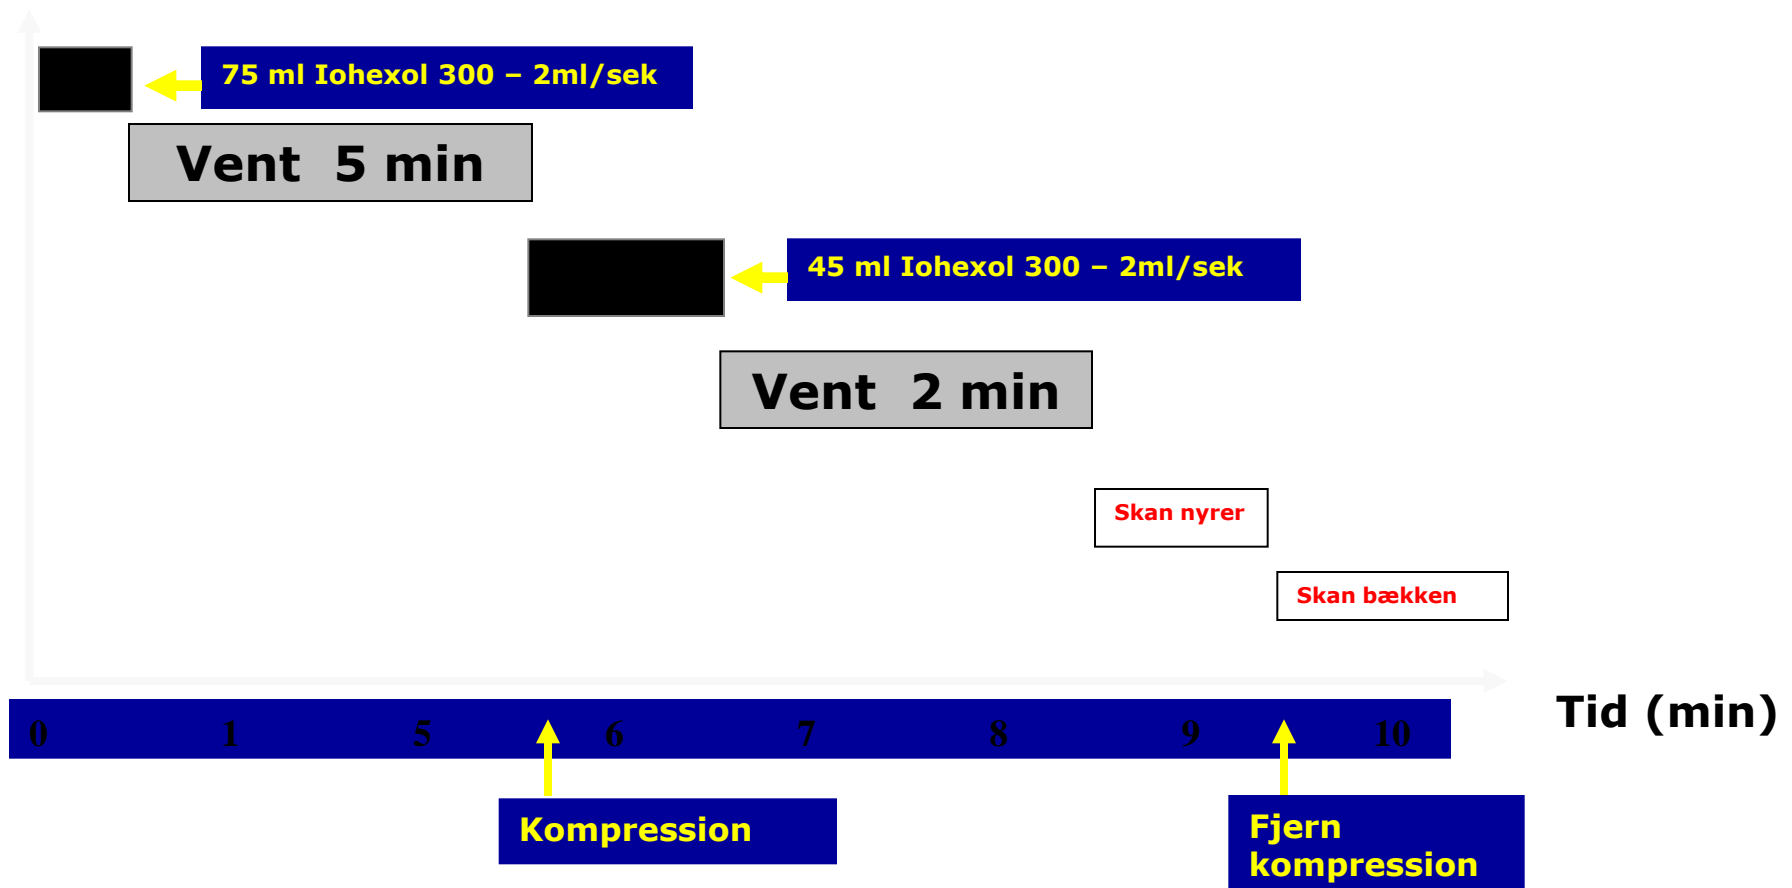 75 ml Iohexol 300 – 2ml/sek
Vent 5 min
45 ml Iohexol 300 – 2ml/sek
Vent 2 min
Skan nyrer
Skan bækken
0 1 5 6 7 8 9 10
Tid (min)
Kompression
Fjern
kompression